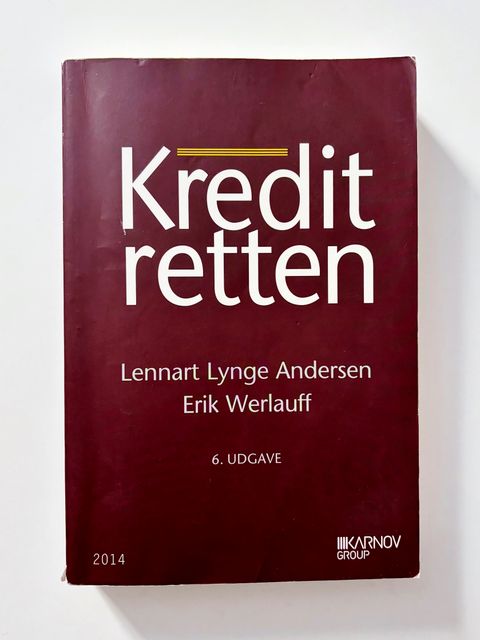 Kredit
retten
Lennart Lynge Andersen
Erik Werlauff
6. UDGAVE
2014
KARNOV
GROUP